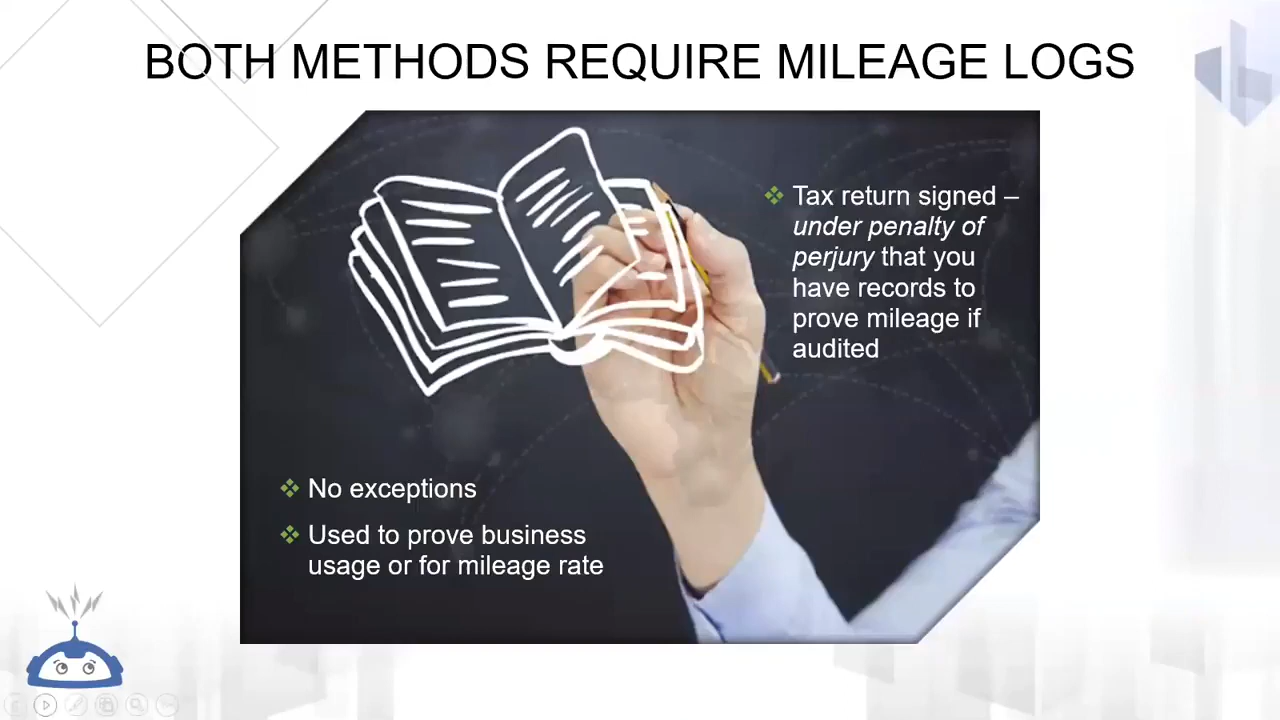 BOTH METHODS REQUIRE MILEAGE LOGS
Tax return signed –
under penalty of
perjury that you
have records to
prove mileage if
audited
No exceptions
Used to prove business
usage or for mileage rate